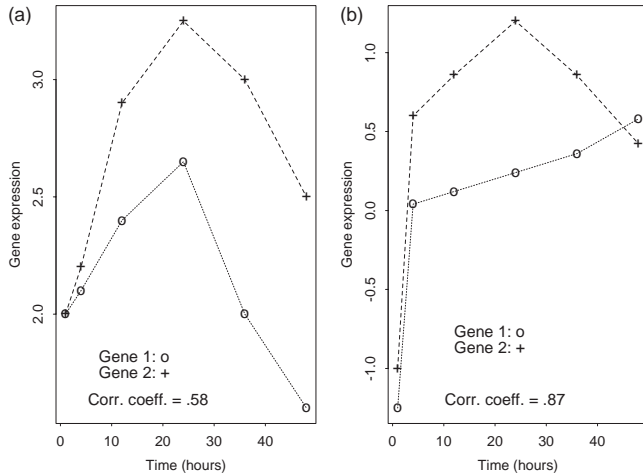 (a)
Gene expression
3.0
2.5
2.0
Gene 1: o
Gene 2: +
Corr. coeff. = .58
0 10 20 30 40
Time (hours)
(b)
Gene expression
1.0
0.5
0.0
-0.5
-1.0
Gene 1: o
Gene 2: +
Corr. coeff. = .87
0 10 20 30 40
Time (hours)